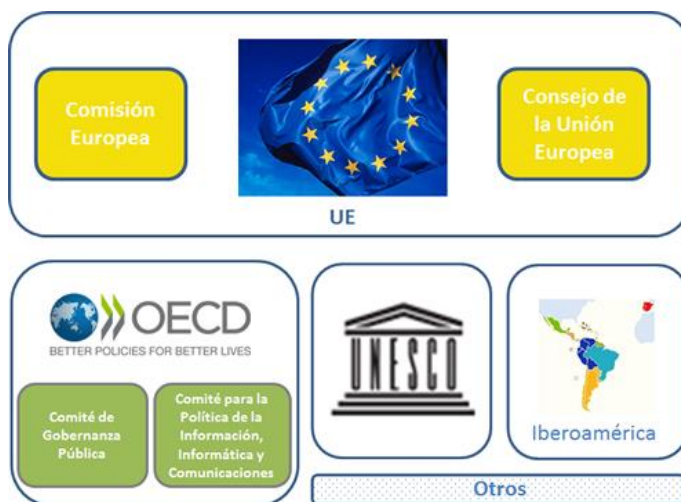 Comisión
Europea
Consejo de
la Unión
Europea
UE
OECD
BETTER POLICIES FOR BETTER LIVES
Comité de
Gobernanza
Pública
Comité para la
Política de la
Información,
Informática y
Comunicaciones
UNESCO
Iberoamérica
Otros